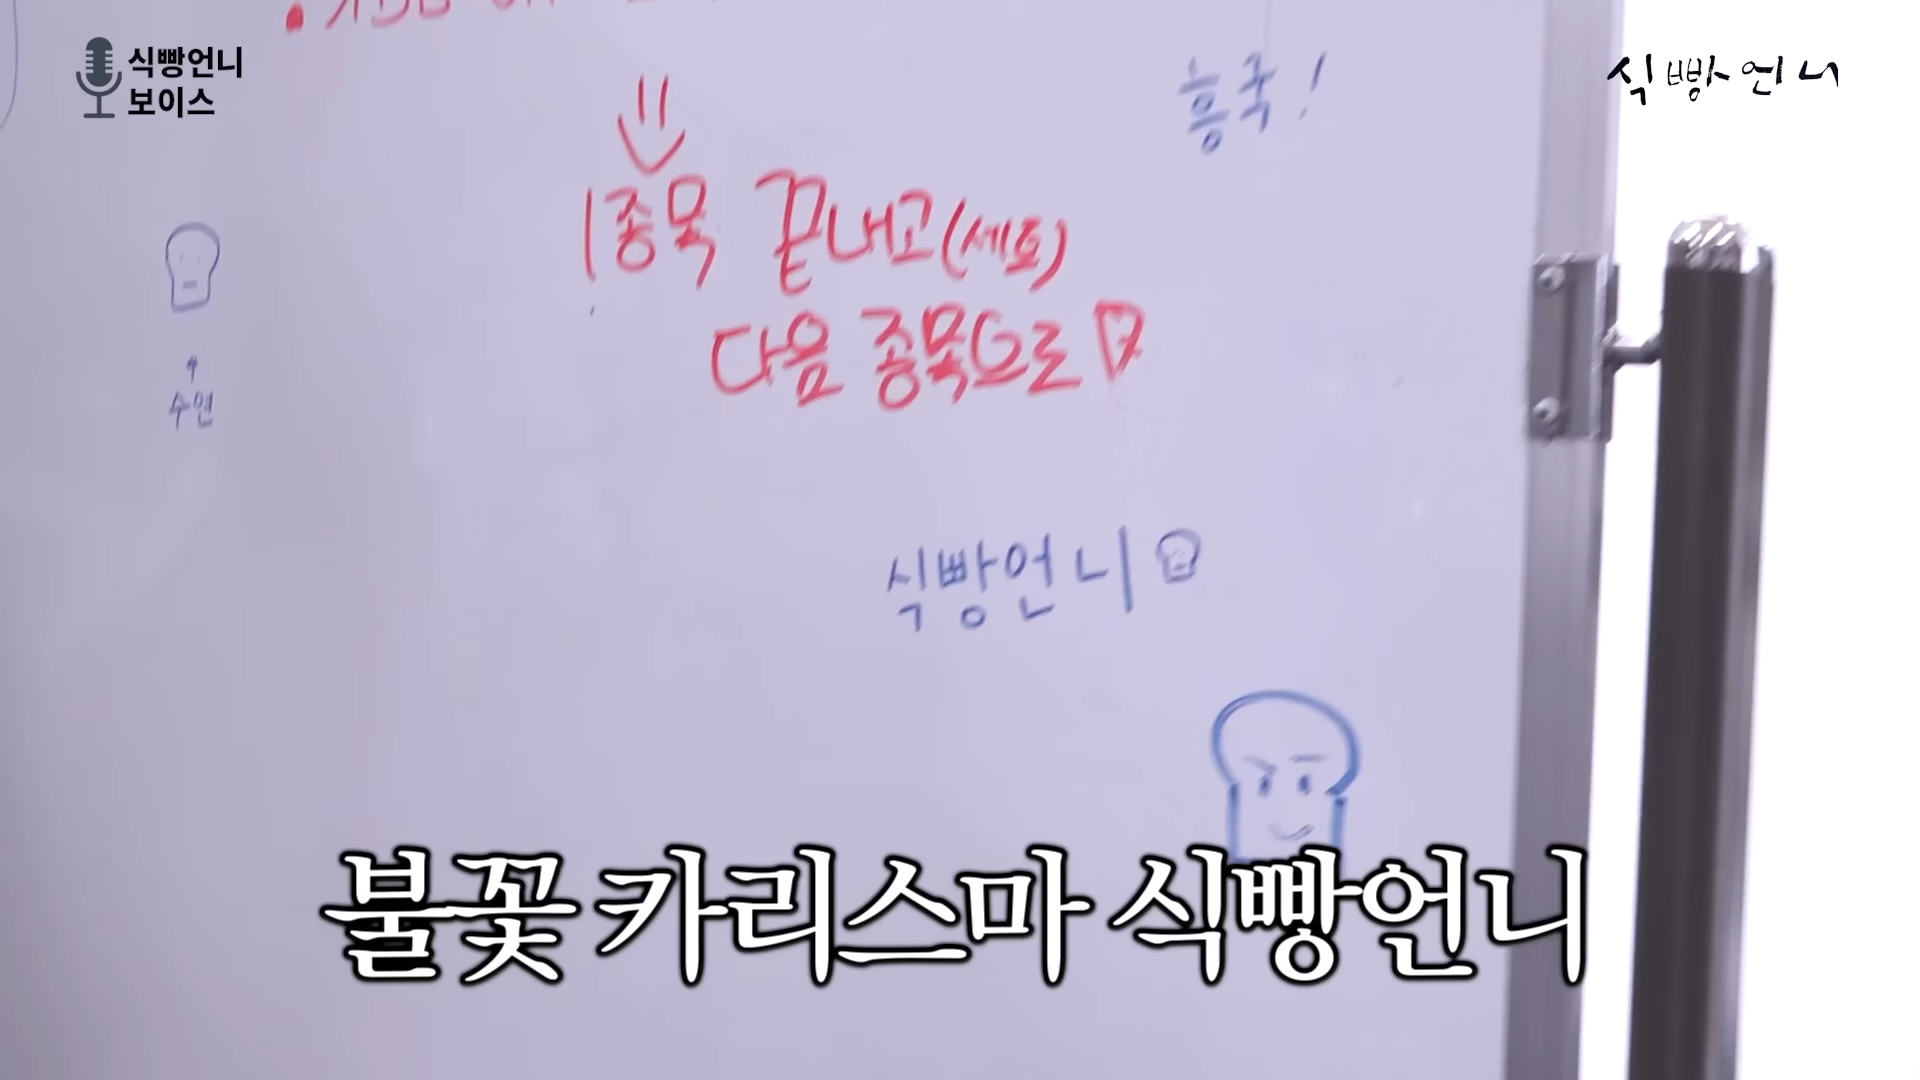 식빵언니
보이스
식빵언니
흥국!
1종목 끝내고(세트)
다음 종목으로
수연
식빵언니
불꽃 카리스마 식빵언니